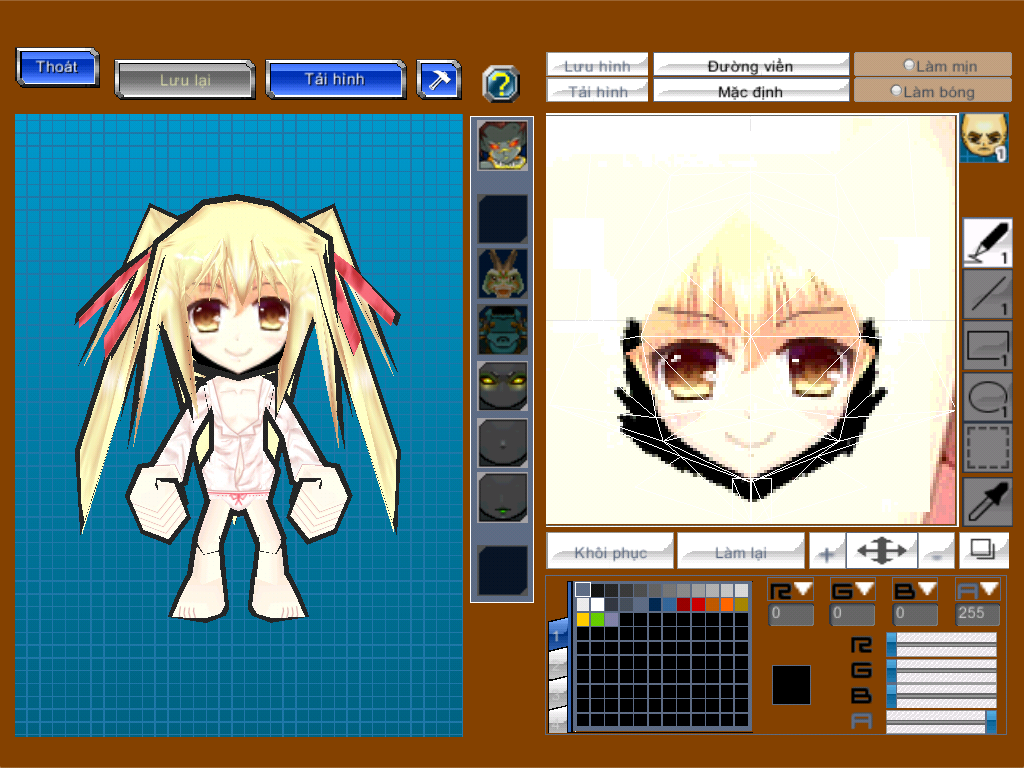 Thoát
Lưu lại
Tải hình
?
Lưu hình
Đường viền
Làm mịn
Tải hình
Mặc định
Làm bóng
1
1
1
1
1
Khôi phục
Làm lại
+
-
R
G
B
A
0
0
0
255
1
R
G
B
A